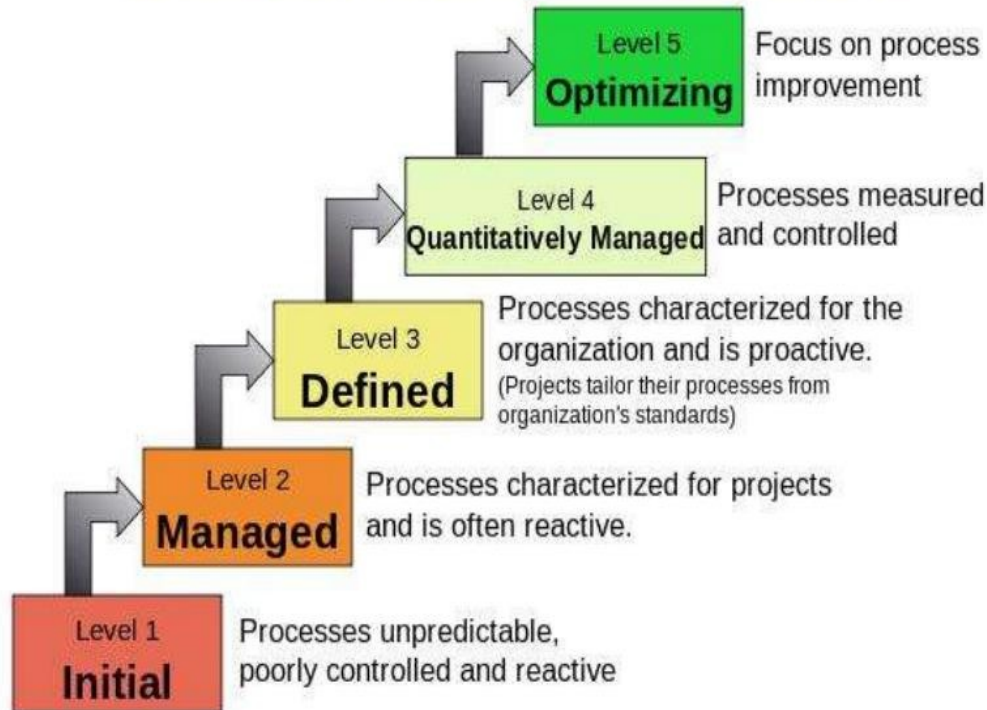 Level 5
Optimizing
Focus on process
improvement
Level 4
Quantitatively Managed
Processes measured
and controlled
Level 3
Defined
Processes characterized for the
organization and is proactive.
(Projects tailor their processes from
organization's standards)
Level 2
Managed
Processes characterized for projects
and is often reactive.
Level 1
Initial
Processes unpredictable,
poorly controlled and reactive